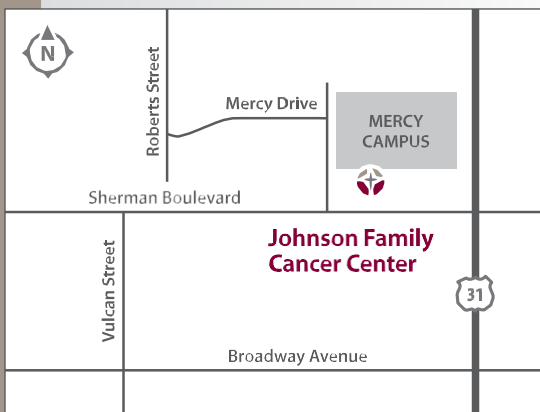 N
Roberts Street
Mercy Drive
MERCY
CAMPUS
Sherman Boulevard
Johnson Family
Cancer Center
Vulcan Street
31
Broadway Avenue